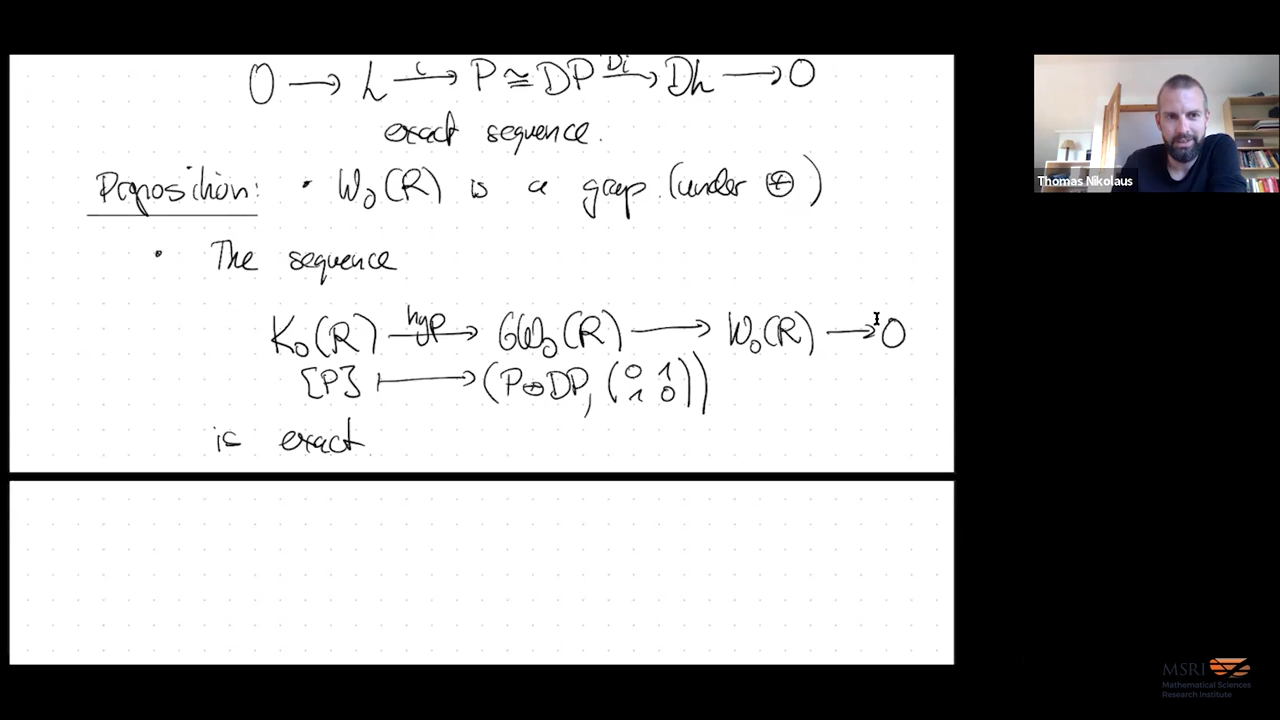 0 → L →i P ≅ DP →Di DL → 0
exact sequence.
Proposition: • W₀(R) is a group. (under ⊕)
• The sequence
K₀(R) →hyp GW₀(R) → W₀(R) → 0
[P] ↦ (P⊕DP, (0 1
1 0))
is exact.
Thomas Nikolaus
MSRI
Mathematical Sciences
Research Institute